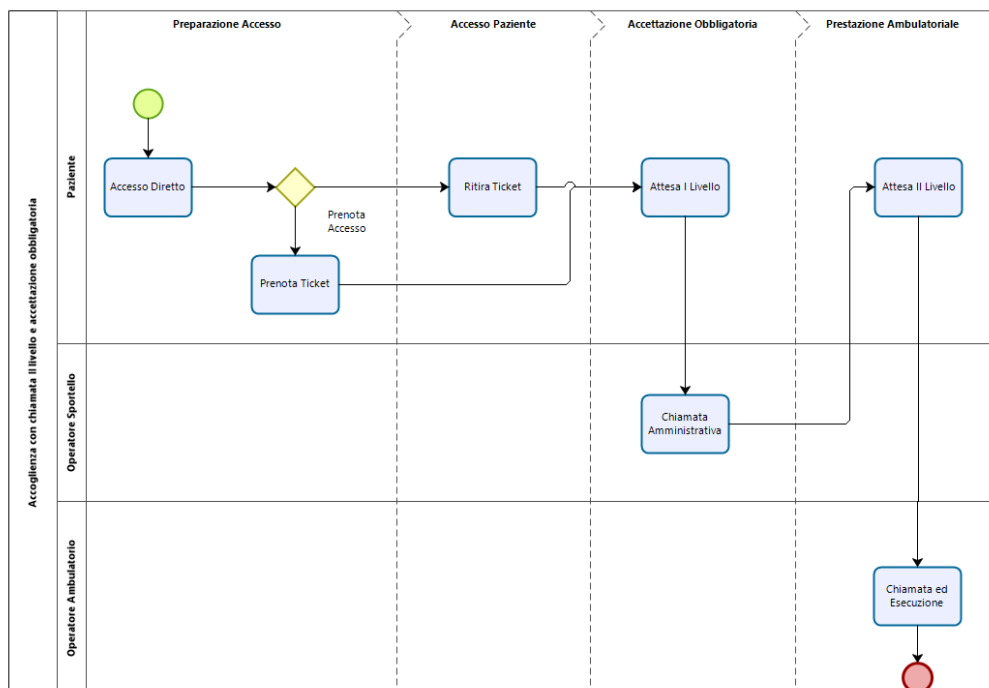 Preparazione Accesso
Accesso Paziente
Accettazione Obbligatoria
Prestazione Ambulatoriale
Accoglienza con chiamata II livello e accettazione obbligatoria
Paziente
Accesso Diretto
Ritira Ticket
Attesa I Livello
Attesa II Livello
Prenota
Accesso
Prenota Ticket
Operatore Sportello
Chiamata
Amministrativa
Operatore Ambulatorio
Chiamata ed
Esecuzione